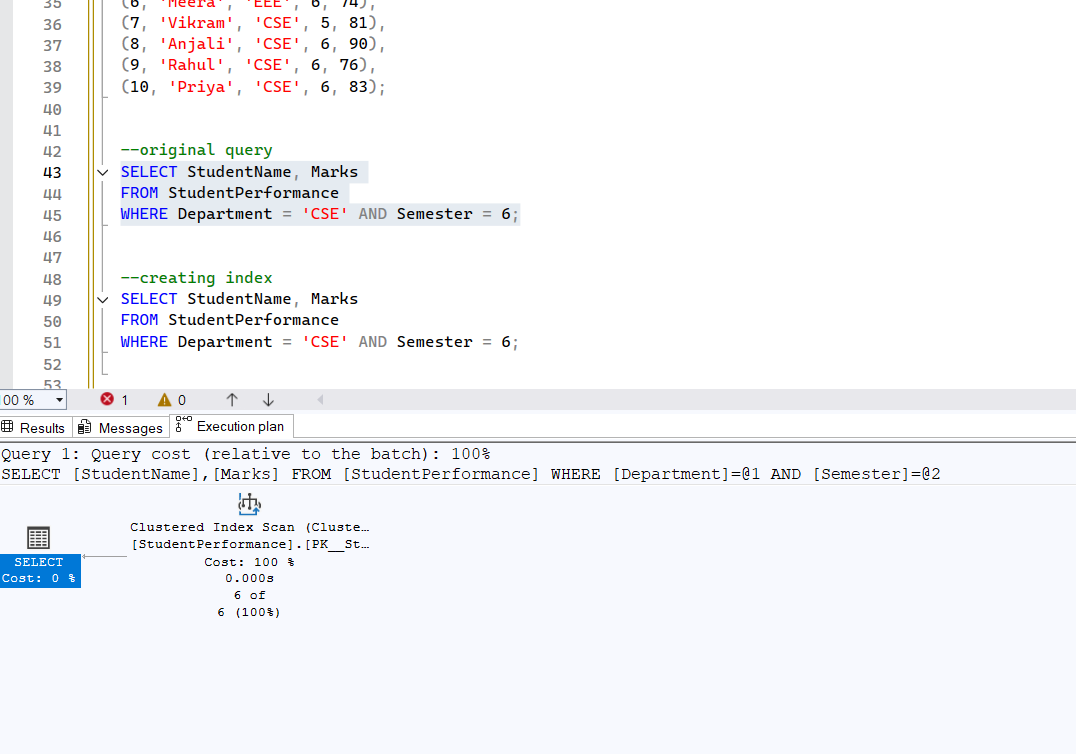 35 (6, 'Meera', 'EEE', 6, 74),
36 (7, 'Vikram', 'CSE', 5, 81),
37 (8, 'Anjali', 'CSE', 6, 90),
38 (9, 'Rahul', 'CSE', 6, 76),
39 (10, 'Priya', 'CSE', 6, 83);
40
41
42 --original query
43 SELECT StudentName, Marks
44 FROM StudentPerformance
45 WHERE Department = 'CSE' AND Semester = 6;
46
47
48 --creating index
49 SELECT StudentName, Marks
50 FROM StudentPerformance
51 WHERE Department = 'CSE' AND Semester = 6;
52
53
00 % 1 0
Results Messages Execution plan
Query 1: Query cost (relative to the batch): 100%
SELECT [StudentName],[Marks] FROM [StudentPerformance] WHERE [Department]=@1 AND [Semester]=@2
SELECT
Cost: 0 %
Clustered Index Scan (Cluste…
[StudentPerformance].[PK__St…
Cost: 100 %
0.000s
6 of
6 (100%)